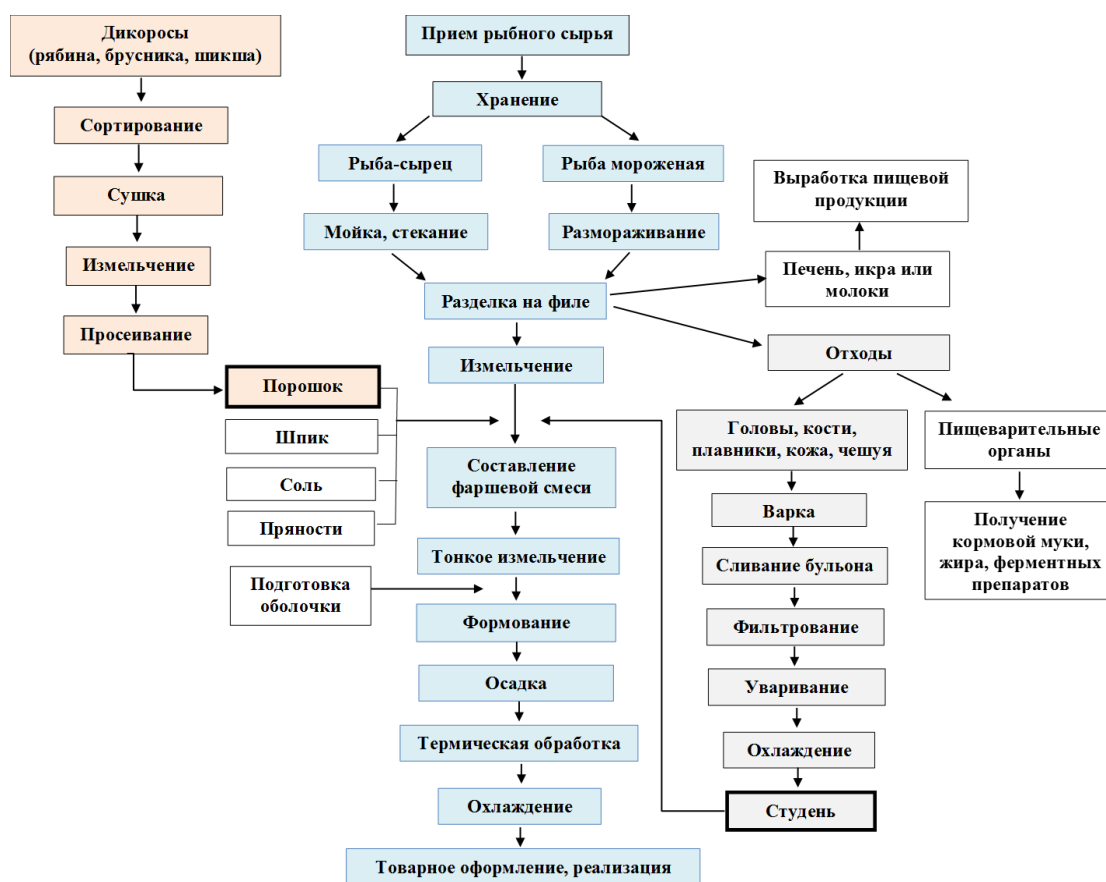 Дикоросы
(рябина, брусника, шикша)
Сортирование
Сушка
Измельчение
Просеивание
Порошок
Шпик
Соль
Пряности
Подготовка
оболочки
Прием рыбного сырья
Хранение
Рыба-сырец
Рыба мороженая
Мойка, стекание
Размораживание
Разделка на филе
Измельчение
Составление
фаршевой смеси
Тонкое измельчение
Формование
Осадка
Термическая обработка
Охлаждение
Товарное оформление, реализация
Выработка пищевой
продукции
Печень, икра или
молоки
Отходы
Головы, кости,
плавники, кожа, чешуя
Варка
Сливание бульона
Фильтрование
Уваривание
Охлаждение
Студень
Пищеварительные
органы
Получение
кормовой муки,
жира, ферментных
препаратов